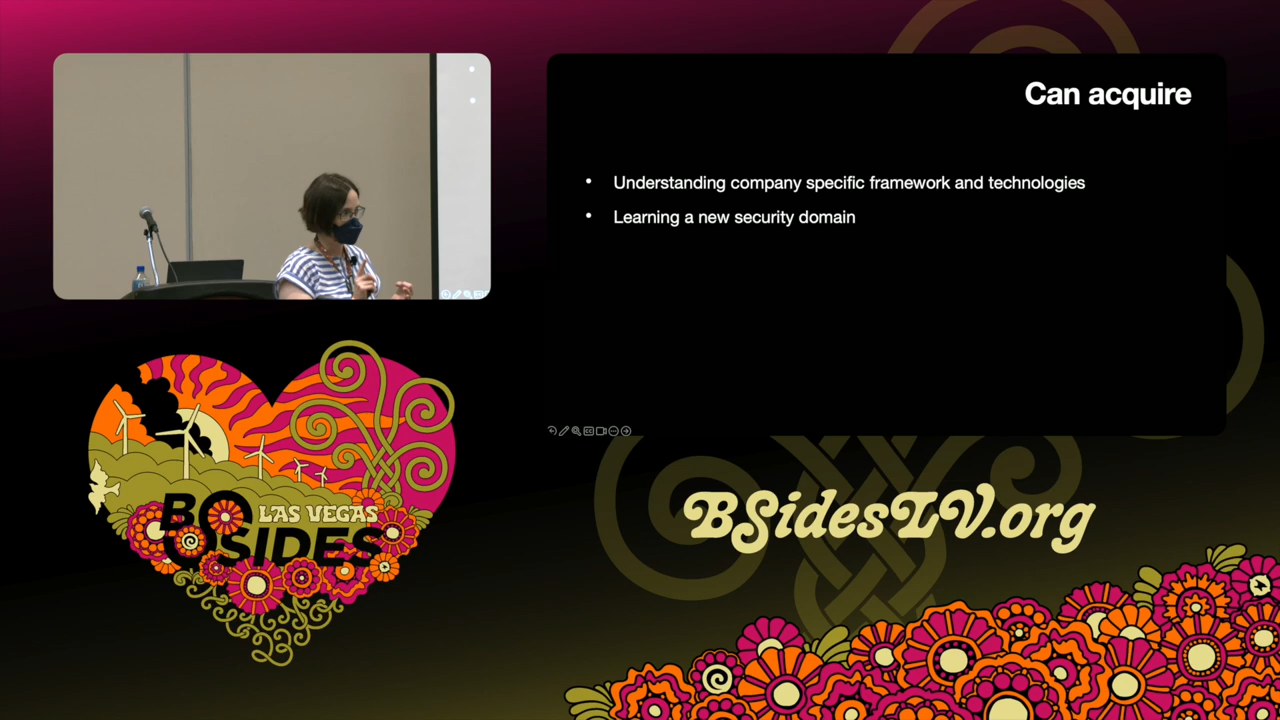 Can acquire
• Understanding company specific framework and technologies
• Learning a new security domain
LAS VEGAS
BSIDES
BSidesLV.org